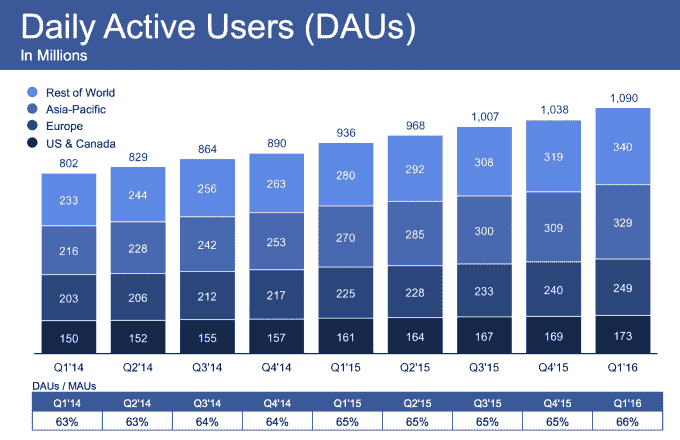 Daily Active Users (DAUs)
In Millions
Rest of World
Asia-Pacific
Europe
US & Canada
802 829 864 890 936 968 1,007 1,038 1,090
233 244 256 263 280 292 308 319 340
216 228 242 253 270 285 300 309 329
203 206 212 217 225 228 233 240 249
150 152 155 157 161 164 167 169 173
Q1'14 Q2'14 Q3'14 Q4'14 Q1'15 Q2'15 Q3'15 Q4'15 Q1'16
DAUs / MAUs
Q1'14 Q2'14 Q3'14 Q4'14 Q1'15 Q2'15 Q3'15 Q4'15 Q1'16
63% 63% 64% 64% 65% 65% 65% 65% 66%